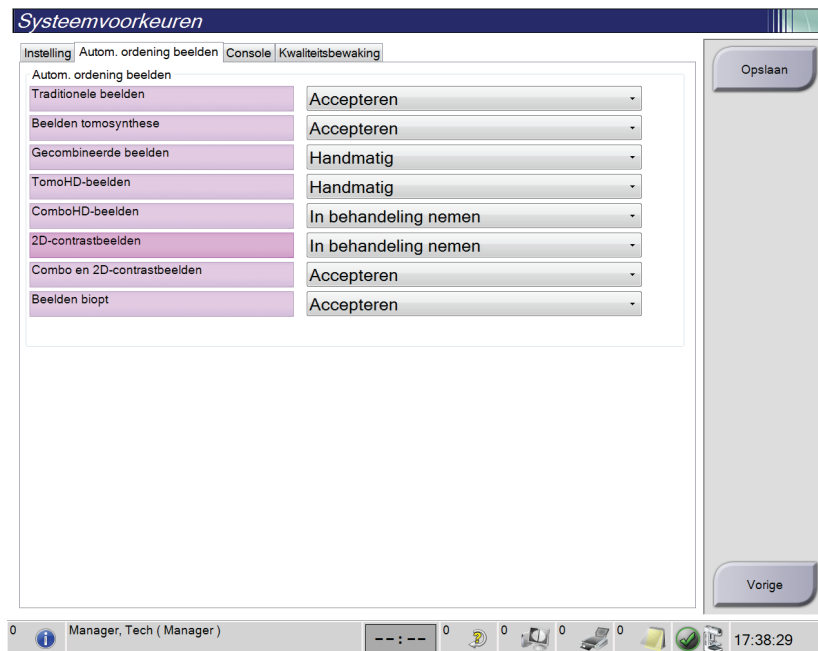 Systeemvoorkeuren
Instelling Autom. ordening beelden Console Kwaliteitsbewaking
Opslaan
Autom. ordening beelden
Traditionele beelden Accepteren
Beelden tomosynthese Accepteren
Gecombineerde beelden Handmatig
TomoHD-beelden Handmatig
ComboHD-beelden In behandeling nemen
2D-contrastbeelden In behandeling nemen
Combo en 2D-contrastbeelden Accepteren
Beelden biopt Accepteren
Vorige
0 Manager, Tech ( Manager ) --:-- 0 0 0 0 17:38:29